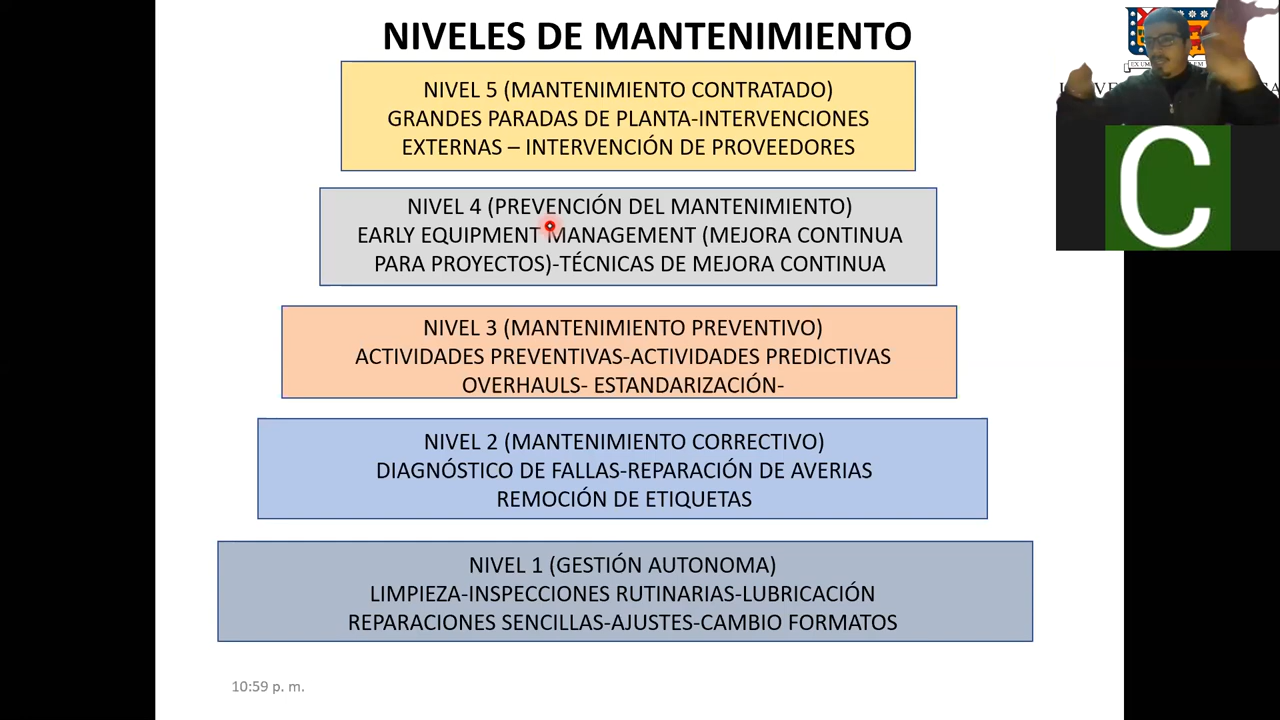 NIVELES DE MANTENIMIENTO
NIVEL 5 (MANTENIMIENTO CONTRATADO)
GRANDES PARADAS DE PLANTA-INTERVENCIONES
EXTERNAS – INTERVENCIÓN DE PROVEEDORES
NIVEL 4 (PREVENCIÓN DEL MANTENIMIENTO)
EARLY EQUIPMENT MANAGEMENT (MEJORA CONTINUA
PARA PROYECTOS)-TÉCNICAS DE MEJORA CONTINUA
NIVEL 3 (MANTENIMIENTO PREVENTIVO)
ACTIVIDADES PREVENTIVAS-ACTIVIDADES PREDICTIVAS
OVERHAULS- ESTANDARIZACIÓN-
NIVEL 2 (MANTENIMIENTO CORRECTIVO)
DIAGNÓSTICO DE FALLAS-REPARACIÓN DE AVERIAS
REMOCIÓN DE ETIQUETAS
NIVEL 1 (GESTIÓN AUTONOMA)
LIMPIEZA-INSPECCIONES RUTINARIAS-LUBRICACIÓN
REPARACIONES SENCILLAS-AJUSTES-CAMBIO FORMATOS
10:59 p. m.
C